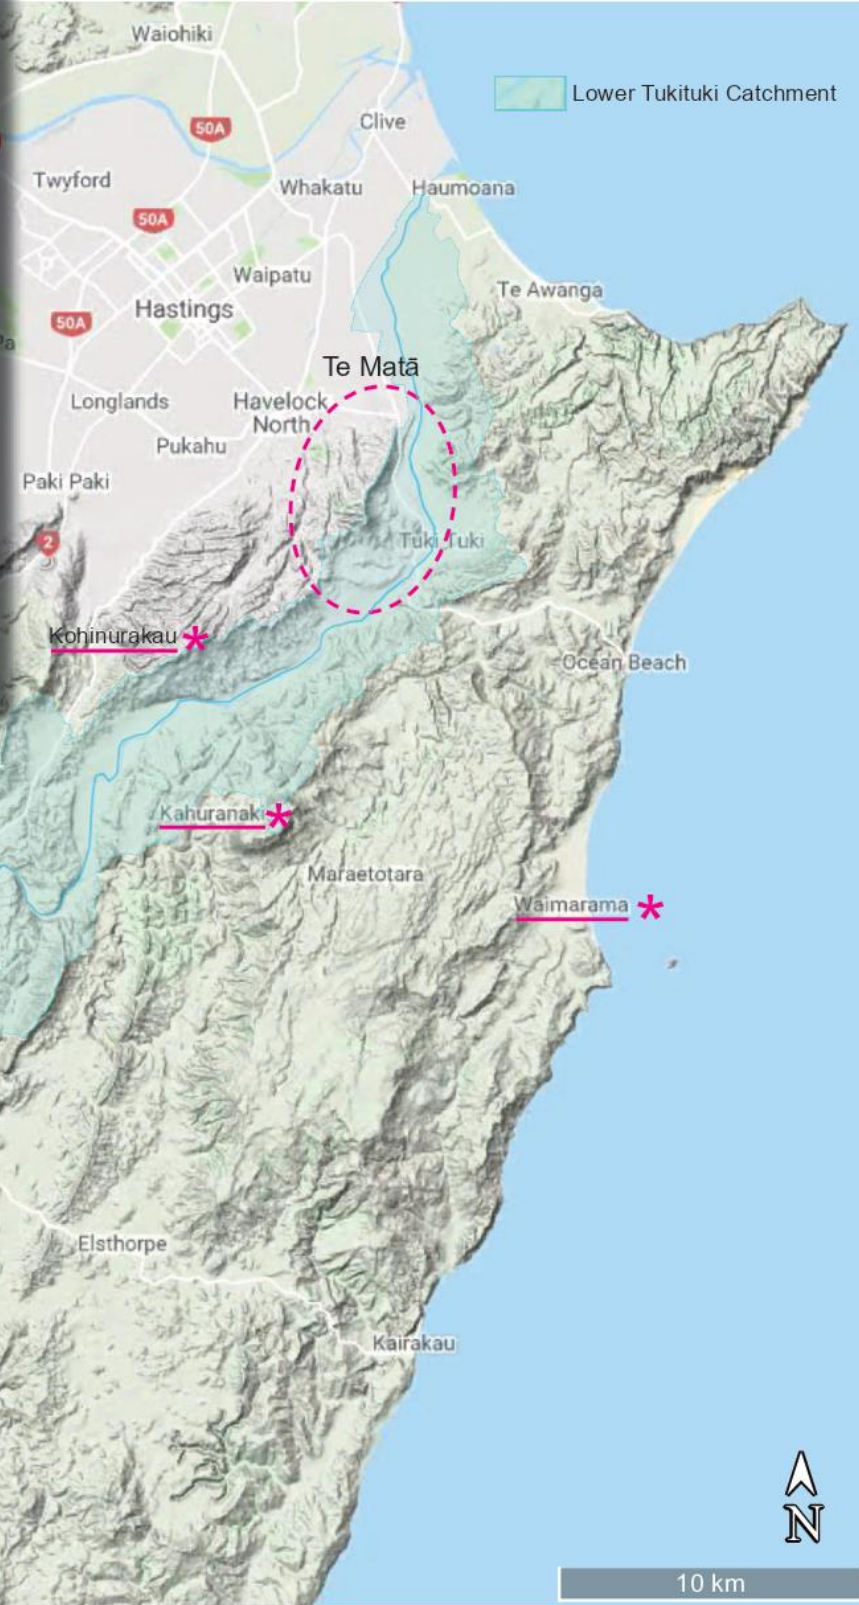 Waiohiki
Lower Tukituki Catchment
50A
Clive
Twyford
Whakatu
Haumoana
50A
Waipatu
Te Awanga
Hastings
50A
Te Matā
Longlands
Havelock
North
Pukahu
Paki Paki
2
Tuki Tuki
Kohinurakau *
Ocean Beach
Kahuranaki *
Maraetotara
Waimarama *
Elsthorpe
Kairakau
N
10 km